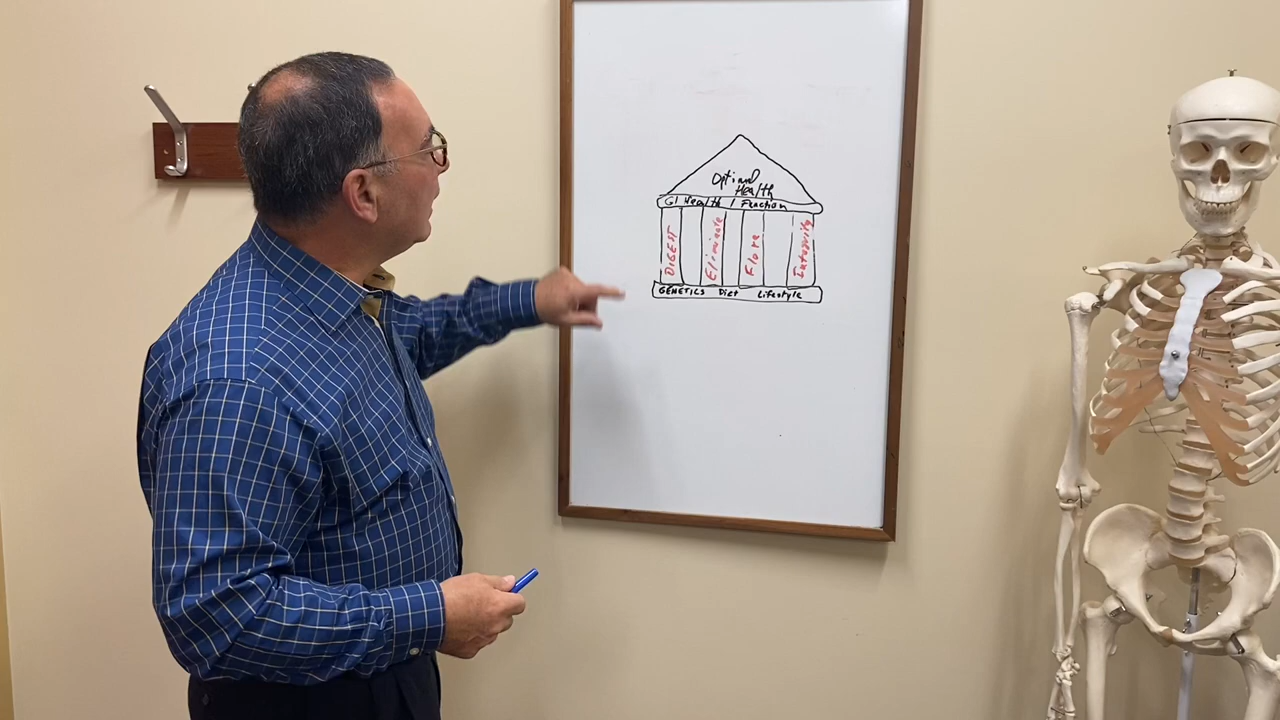 Optimal
Health
GI Health / Function
DIGEST
Eliminate
Flora
Integrity
GENETICS Diet Lifestyle